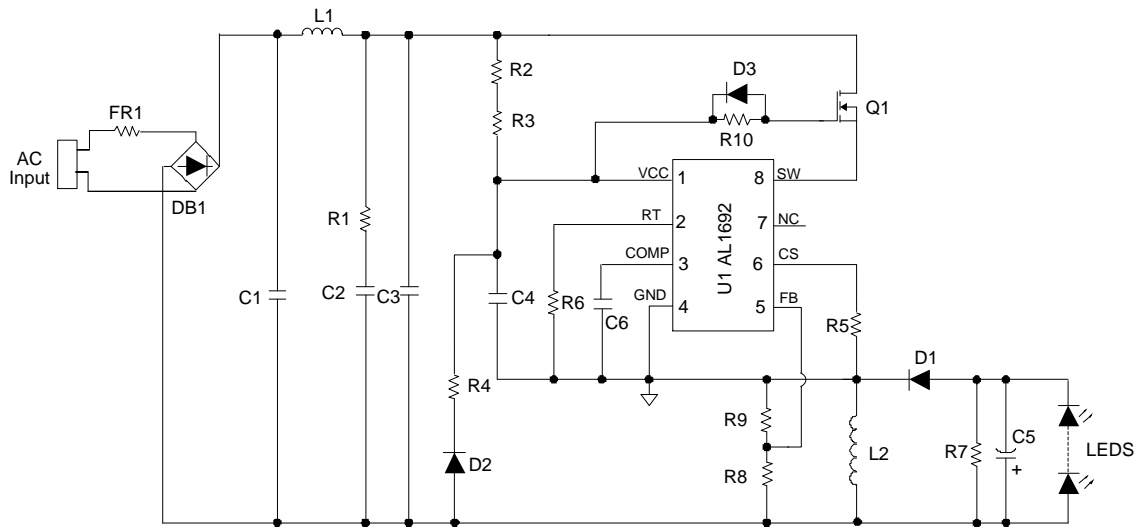 L1
R2
D3
FR1
R3
Q1
R10
AC
Input
DB1
VCC 1 8 SW
R1
RT 2 7 NC
U1 AL1692
COMP 3 6 CS
C1
C2
C3
C4
R6
C6
GND 4 5 FB
R5
D1
R4
R9
L2
R7
C5
+
LEDS
D2
R8